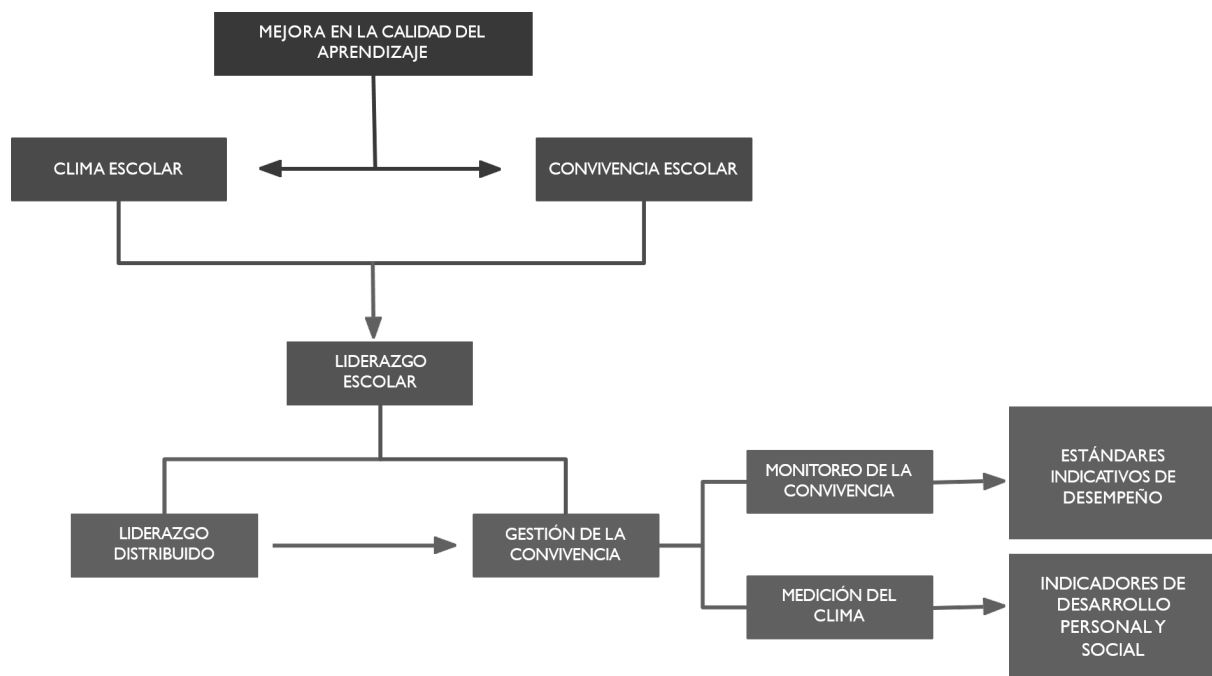 MEJORA EN LA CALIDAD DEL
APRENDIZAJE
CLIMA ESCOLAR
CONVIVENCIA ESCOLAR
LIDERAZGO
ESCOLAR
LIDERAZGO
DISTRIBUIDO
GESTIÓN DE LA
CONVIVENCIA
MONITOREO DE LA
CONVIVENCIA
ESTÁNDARES
INDICATIVOS DE
DESEMPEÑO
MEDICIÓN DEL
CLIMA
INDICADORES DE
DESARROLLO
PERSONAL Y
SOCIAL